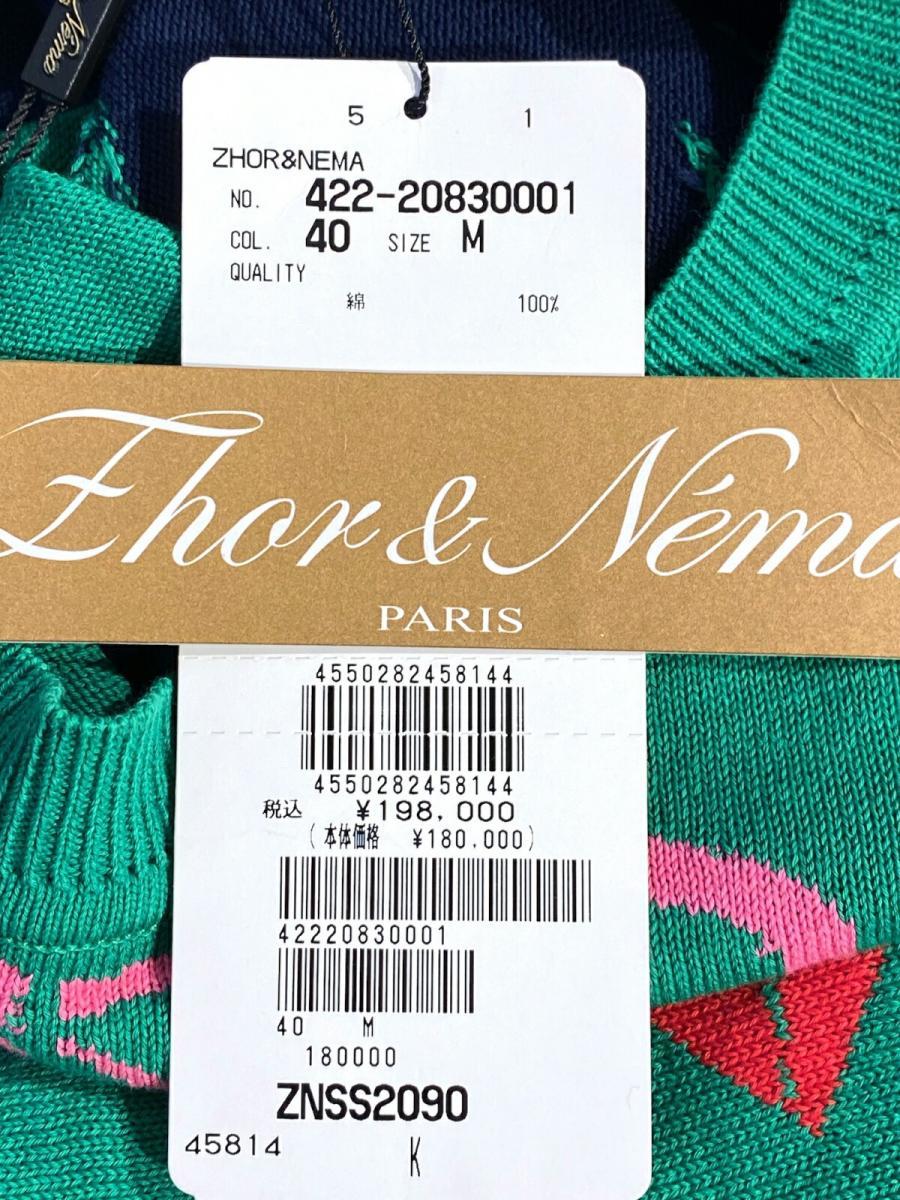 Nema
5 1
ZHOR&NEMA
NO. 422-20830001
COL. 40 SIZE M
QUALITY
綿 100%
Zhor & Néma
PARIS
4550282458144
4550282458144
税込 ¥198,000
(本体価格 ¥180,000)
42220830001
40 M
180000
ZNSS2090
45814 K